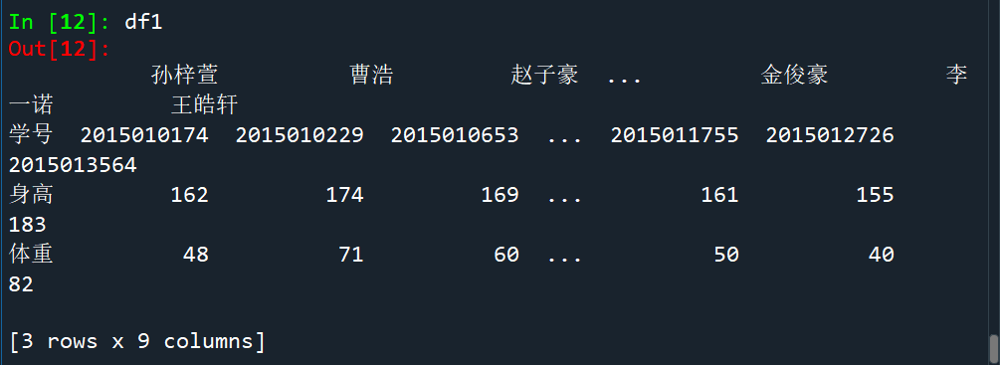 In [12]: df1
Out[12]:
孙梓萱 曹浩 赵子豪 ... 金俊豪 李
一诺 王皓轩
学号 2015010174 2015010229 2015010653 ... 2015011755 2015012726
2015013564
身高 162 174 169 ... 161 155
183
体重 48 71 60 ... 50 40
82
[3 rows x 9 columns]